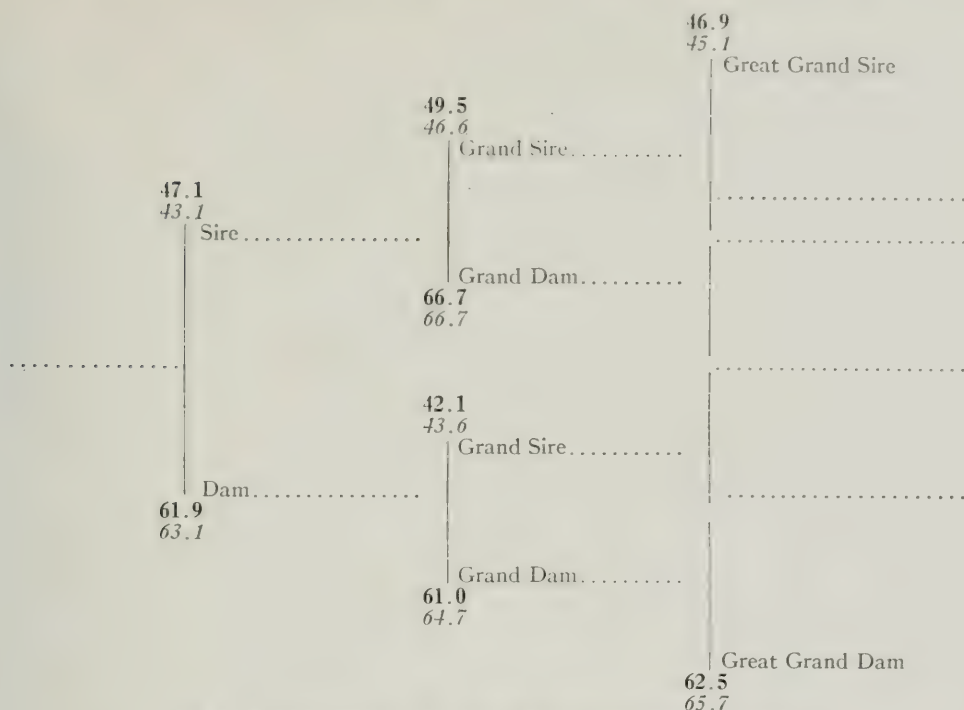 46.9
45.1
Great Grand Sire
49.5
46.6
Grand Sire............
47.1
43.1
Sire....................
Grand Dam...........
66.7
66.7
42.1
43.6
Grand Sire............
Dam...................
61.9
63.1
Grand Dam...........
61.0
64.7
Great Grand Dam
62.5
65.7